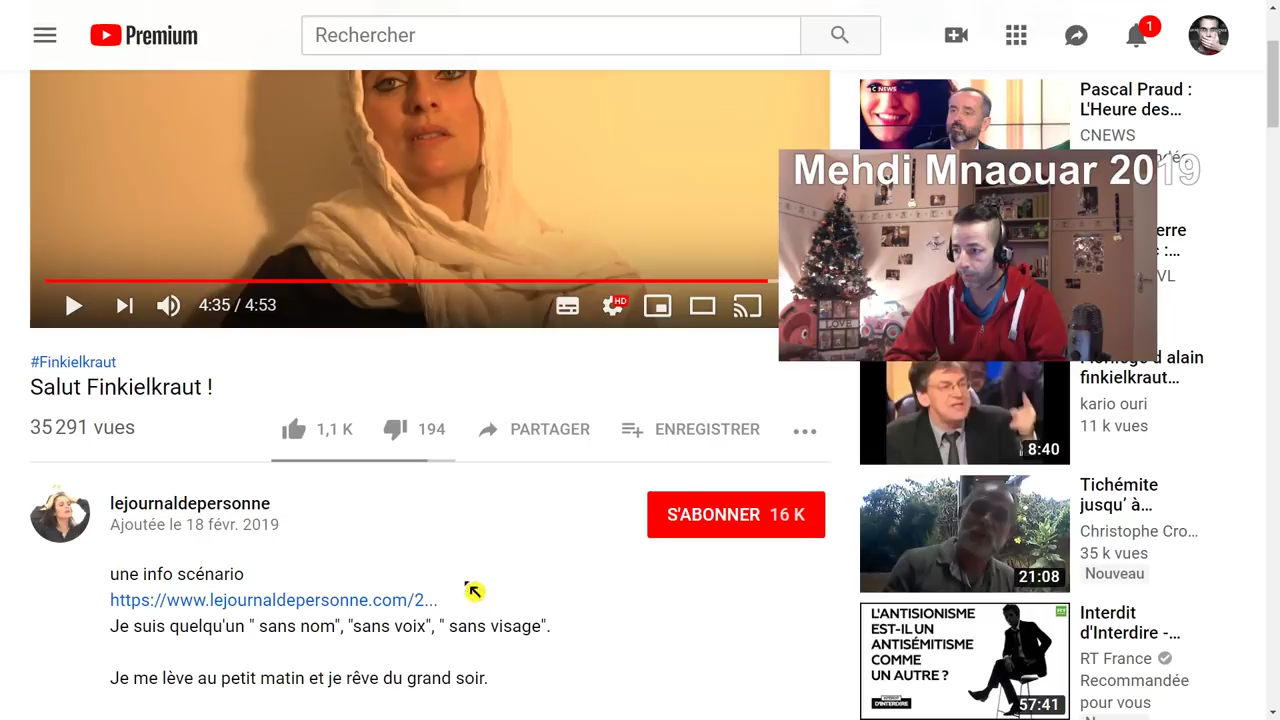 Premium
Rechercher
1
C NEWS
Pascal Praud :
L'Heure des...
CNEWS
Mehdi Mnaouar 2019
4:35 / 4:53
HD
LOVE
#Finkielkraut
Salut Finkielkraut !
35 291 vues
1,1 K
194
PARTAGER
ENREGISTRER
lejournaldepersonne
Ajoutée le 18 févr. 2019
S'ABONNER 16 K
une info scénario
https://www.lejournaldepersonne.com/2...
Je suis quelqu'un " sans nom", "sans voix", " sans visage".
Je me lève au petit matin et je rêve du grand soir.
d alain
finkielkraut...
kario ouri
11 k vues
8:40
Tichémite
jusqu' à...
Christophe Cro...
35 k vues
Nouveau
21:08
L'ANTISIONISME
EST-IL UN
ANTISÉMITISME
COMME
UN AUTRE ?
INTERDIT
D'INTERDIRE
57:41
Interdit
d'Interdire -...
RT France
Recommandée
pour vous